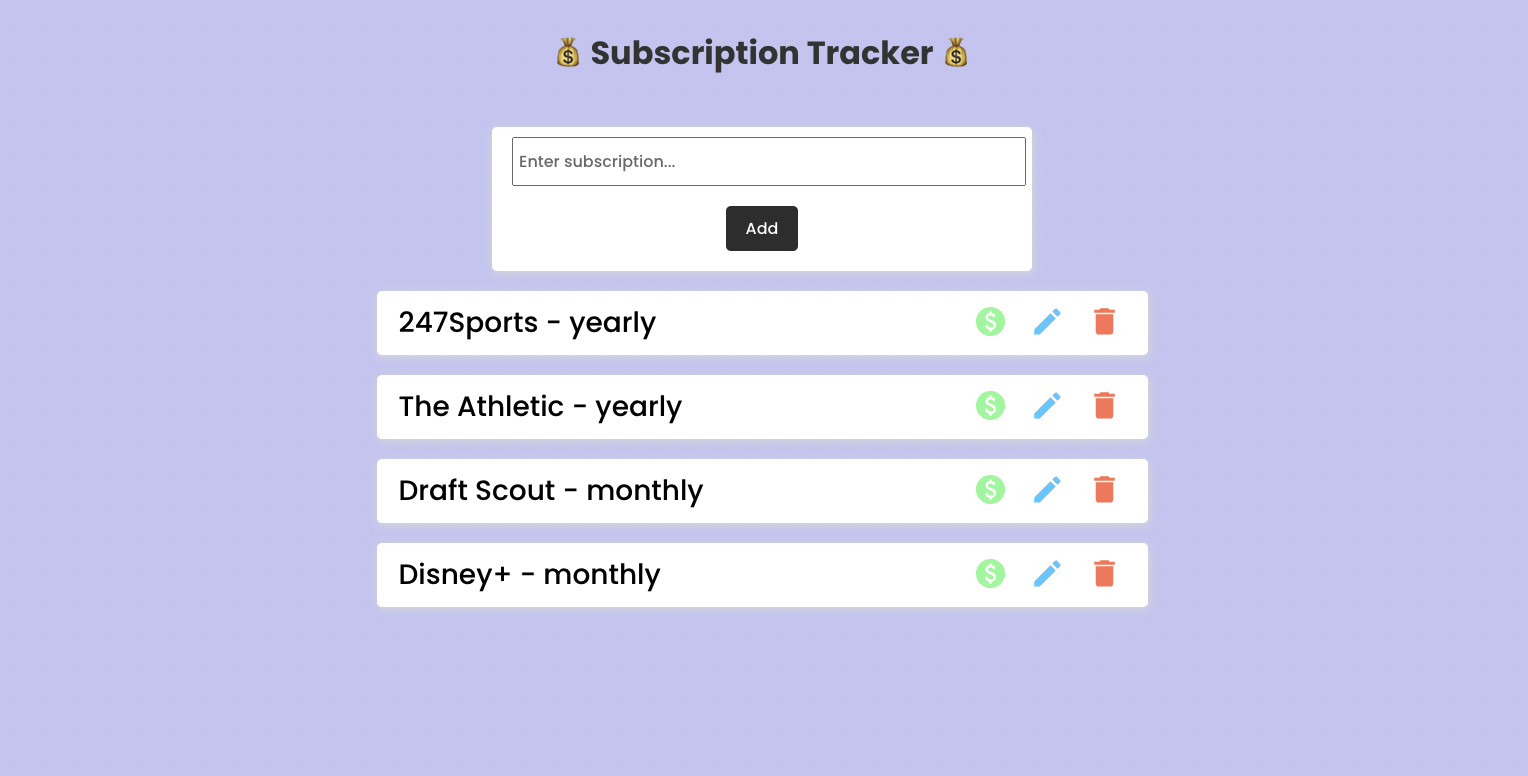 💰 Subscription Tracker 💰
Enter subscription...
Add
247Sports - yearly
The Athletic - yearly
Draft Scout - monthly
Disney+ - monthly